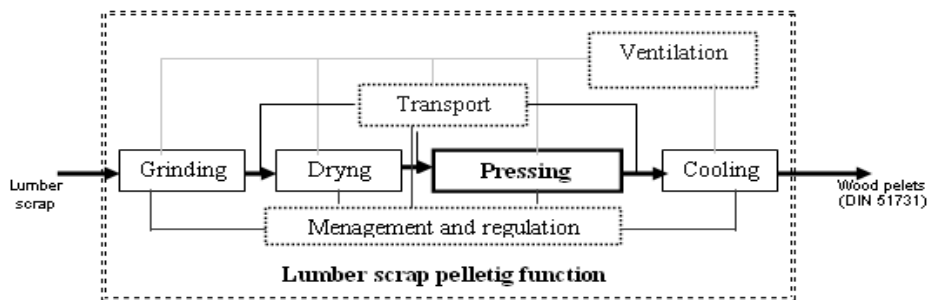 Ventilation
Transport
Grinding
Dryng
Pressing
Cooling
Lumber
scrap
Wood pelets
(DIN 51731)
Menagement and regulation
Lumber scrap pelletig function